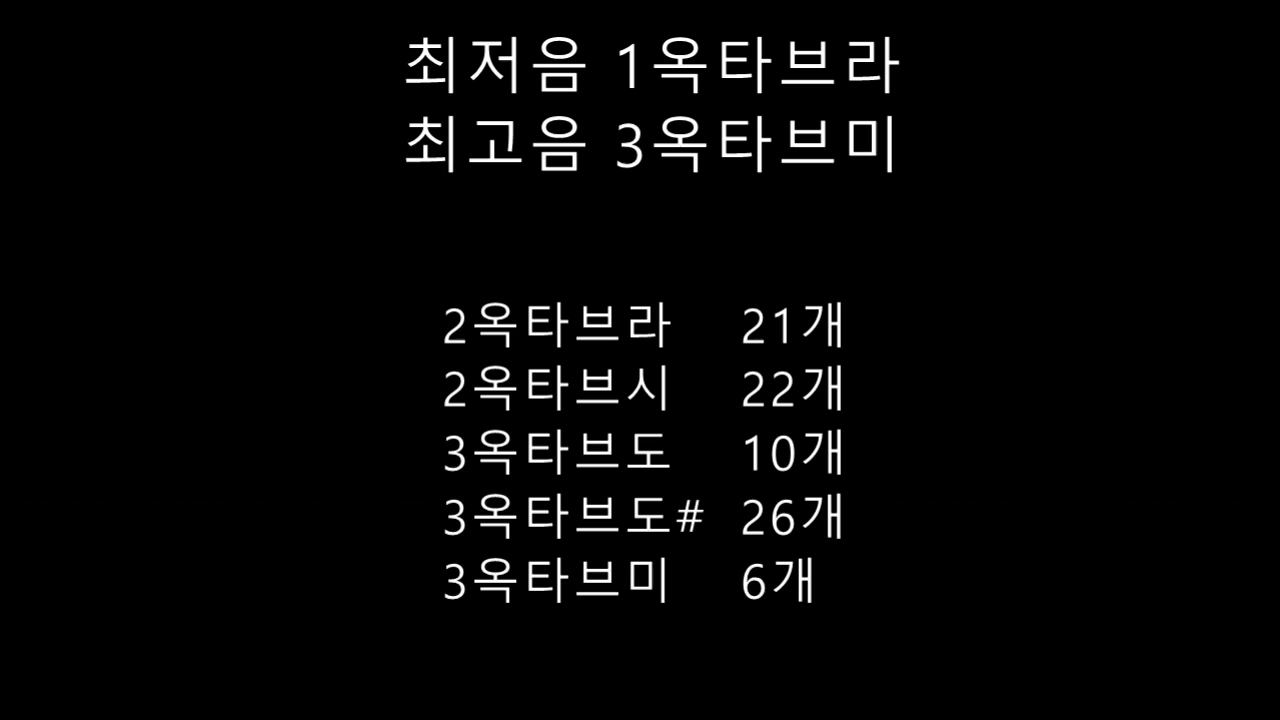 최저음 1옥타브라
최고음 3옥타브미
2옥타브라 21개
2옥타브시 22개
3옥타브도 10개
3옥타브도# 26개
3옥타브미 6개